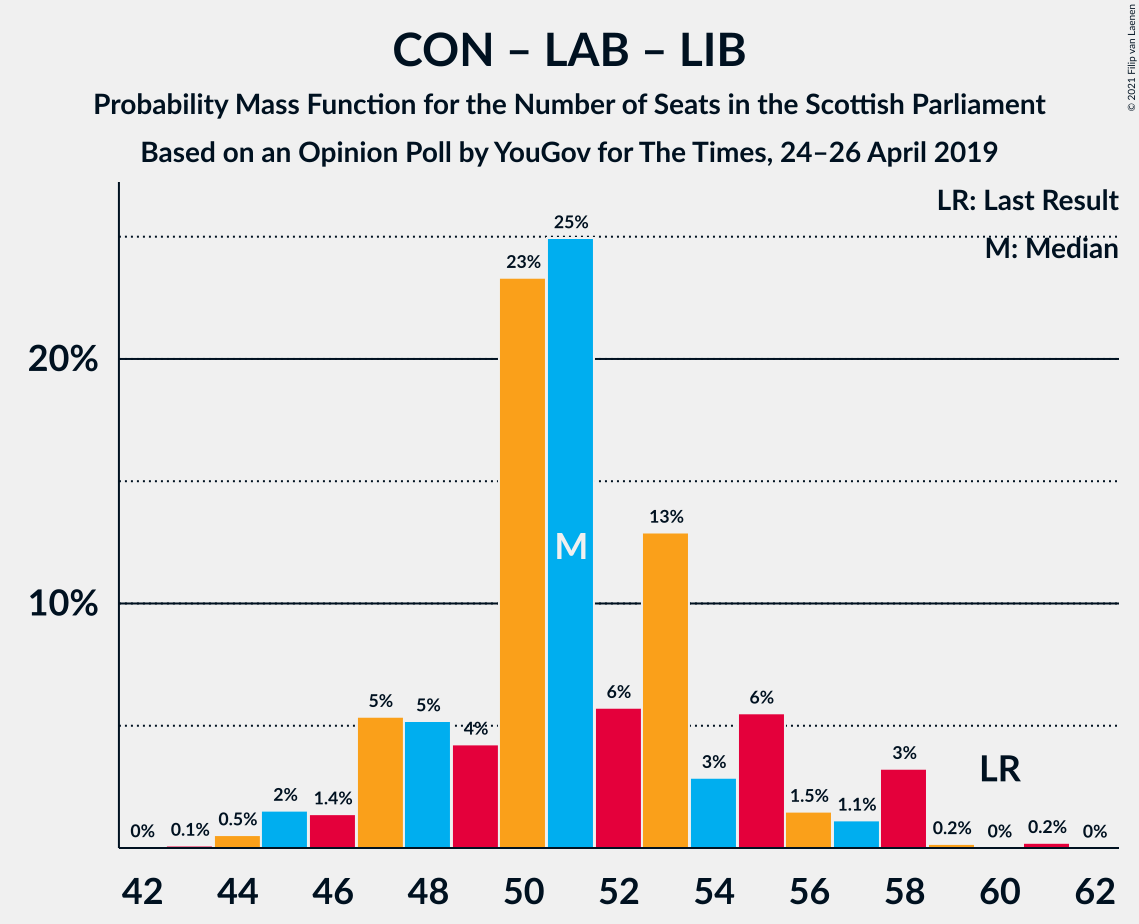 CON – LAB – LIB
Probability Mass Function for the Number of Seats in the Scottish Parliament
Based on an Opinion Poll by YouGov for The Times, 24–26 April 2019
© 2021 Filip van Laenen
LR: Last Result
M: Median
20%
10%
0%
0.1%
0.5%
2%
1.4%
5%
5%
4%
23%
25%
M
6%
13%
3%
6%
1.5%
1.1%
3%
0.2%
LR
0%
0.2%
0%
42 44 46 48 50 52 54 56 58 60 62